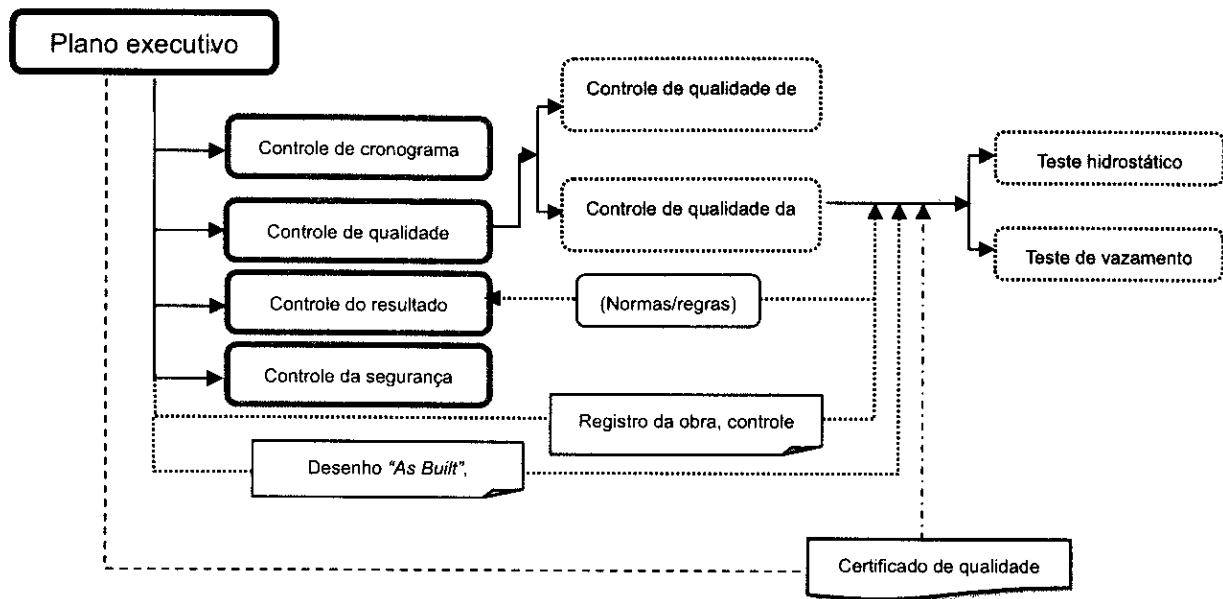 Plano executivo
Controle de qualidade de
Controle de cronograma
Teste hidrostático
Controle de qualidade da
Controle de qualidade
Teste de vazamento
Controle do resultado
(Normas/regras)
Controle da segurança
Registro da obra, controle
Desenho "As Built",
Certificado de qualidade